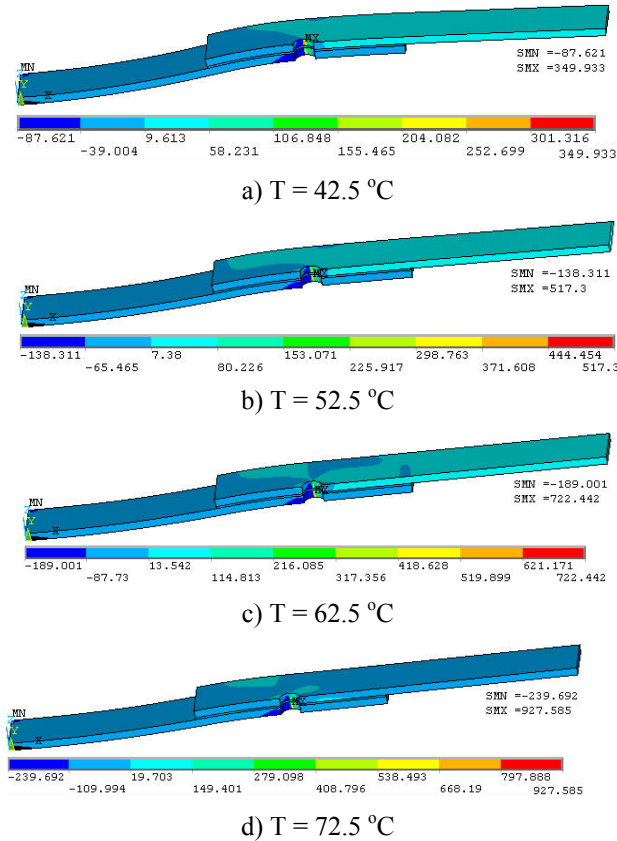 MX
MN
Y
X
SMN =-87.621
SMX =349.933
-87.621 9.613 106.848 204.082 301.316
-39.004 58.231 155.465 252.699 349.933
a) T = 42.5 °C
MN
MX
Y
X
SMN =-138.311
SMX =517.3
-138.311 7.38 153.071 298.763 444.454
-65.465 80.226 225.917 371.608 517.3
b) T = 52.5 °C
MN
MX
Y
X
SMN =-189.001
SMX =722.442
-189.001 13.542 216.085 418.628 621.171
-87.73 114.813 317.356 519.899 722.442
c) T = 62.5 °C
MN
MX
Y
X
SMN =-239.692
SMX =927.585
-239.692 19.703 279.098 538.493 797.888
-109.994 149.401 408.796 668.19 927.585
d) T = 72.5 °C